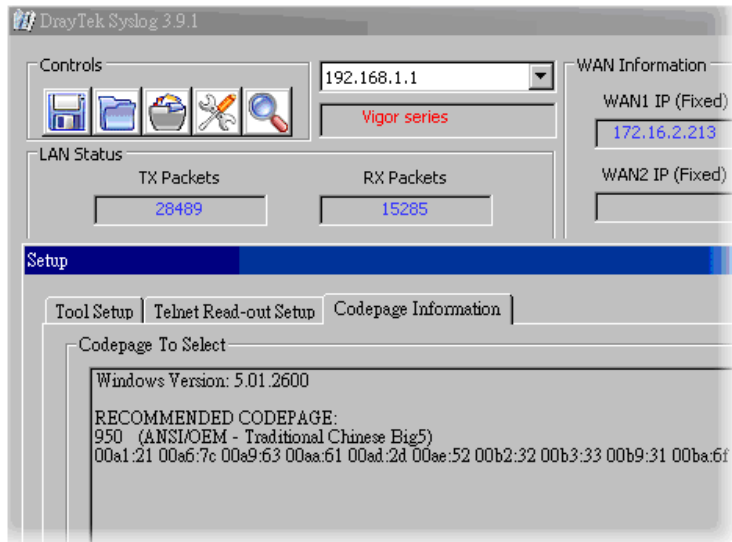 DrayTek Syslog 3.9.1
Controls
192.168.1.1
Vigor series
WAN Information
WAN1 IP (Fixed)
172.16.2.213
WAN2 IP (Fixed)
LAN Status
TX Packets
RX Packets
28489
15285
Setup
Tool Setup
Telnet Read-out Setup
Codepage Information
Codepage To Select
Windows Version: 5.01.2600
RECOMMENDED CODEPAGE:
950 (ANSI/OEM - Traditional Chinese Big5)
00a1:21 00a6:7c 00a9:63 00aa:61 00ad:2d 00ae:52 00b2:32 00b3:33 00b9:31 00ba:6f